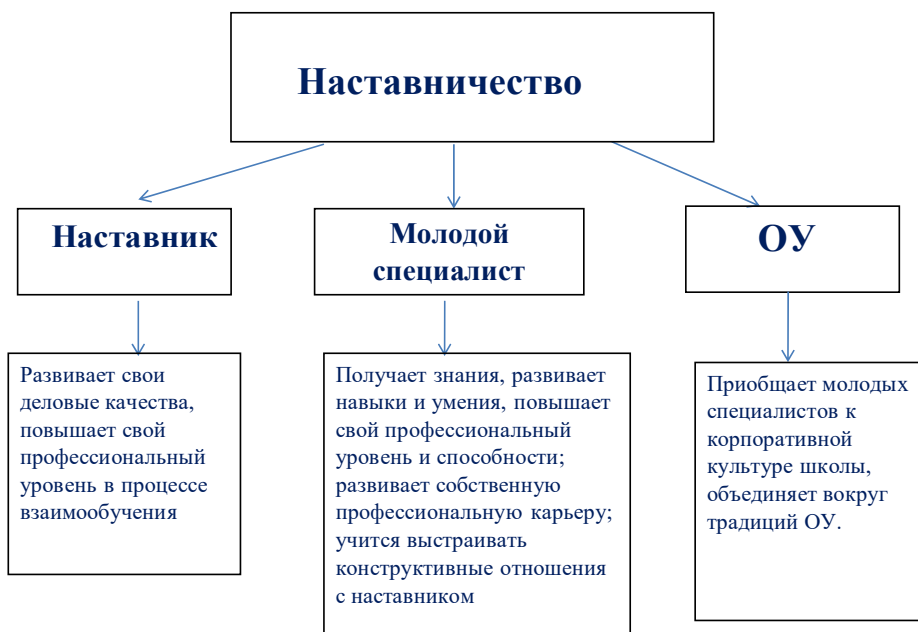 Наставничество
Наставник
Молодой
специалист
ОУ
Развивает свои
деловые качества,
повышает свой
профессиональный
уровень в процессе
взаимообучения
Получает знания, развивает
навыки и умения, повышает
свой профессиональный
уровень и способности;
развивает собственную
профессиональную карьеру;
учится выстраивать
конструктивные отношения
с наставником
Приобщает молодых
специалистов к
корпоративной
культуре школы,
объединяет вокруг
традиций ОУ.